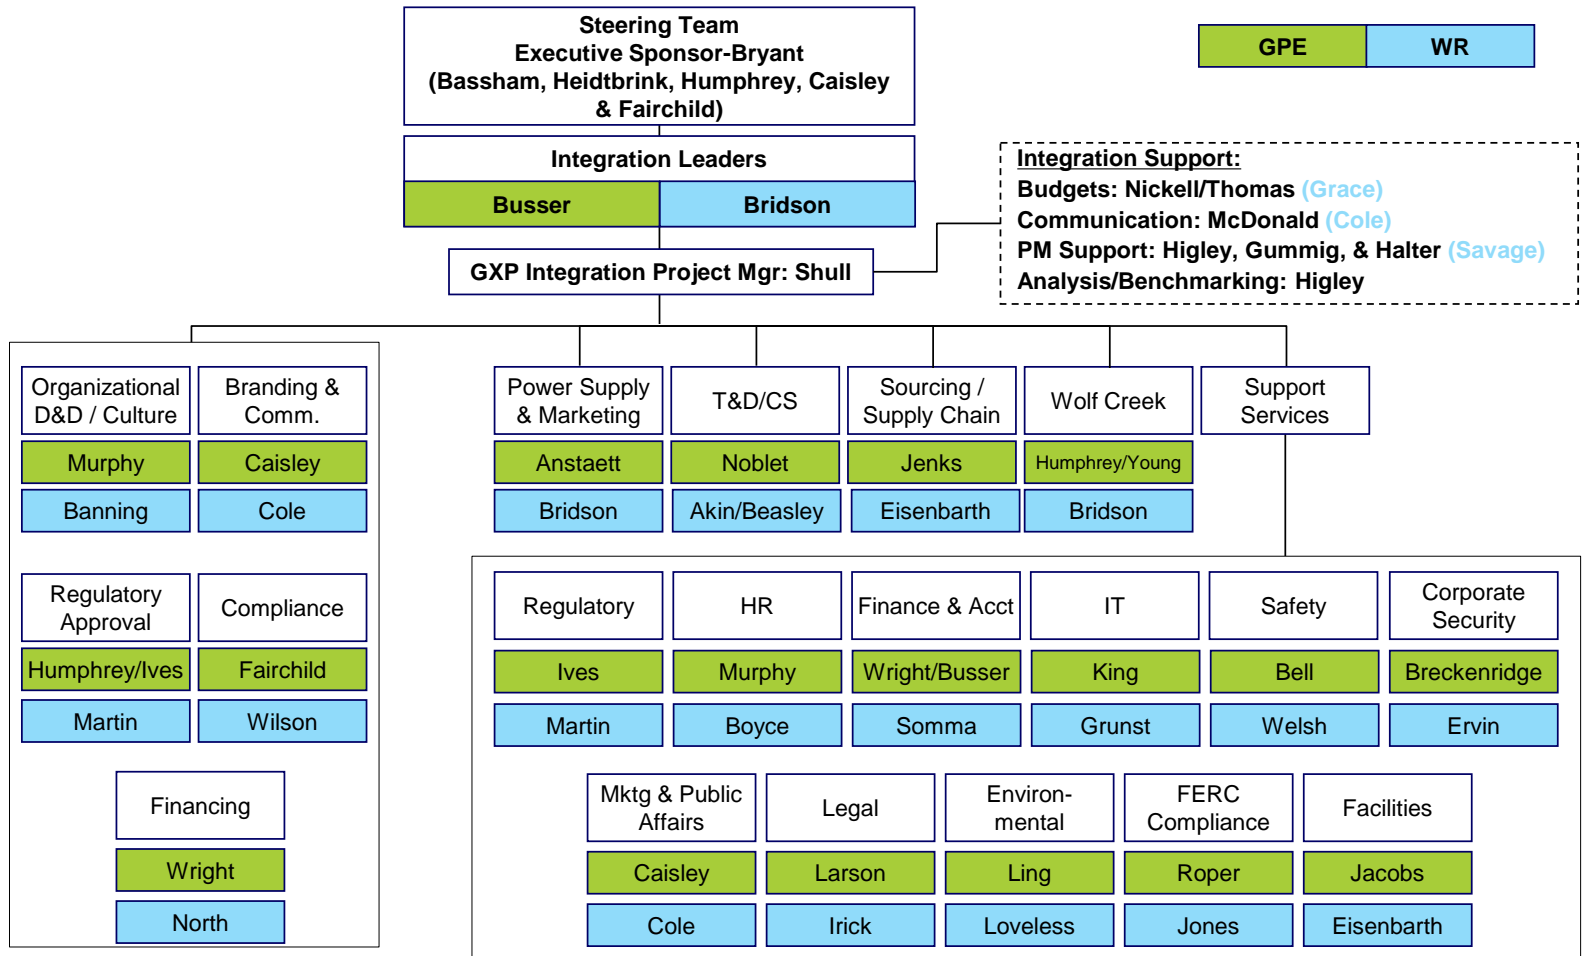 Steering Team
Executive Sponsor-Bryant
(Bassham, Heidtbrink, Humphrey, Caisley
& Fairchild)
GPE
WR
Integration Leaders
Busser
Bridson
GXP Integration Project Mgr: Shull
Integration Support:
Budgets: Nickell/Thomas (Grace)
Communication: McDonald (Cole)
PM Support: Higley, Gummig, & Halter (Savage)
Analysis/Benchmarking: Higley
Organizational
D&D / Culture
Murphy
Banning
Branding &
Comm.
Caisley
Cole
Regulatory
Approval
Humphrey/Ives
Martin
Compliance
Fairchild
Wilson
Financing
Wright
North
Power Supply
& Marketing
Anstaett
Bridson
T&D/CS
Noblet
Akin/Beasley
Sourcing /
Supply Chain
Jenks
Eisenbarth
Wolf Creek
Humphrey/Young
Bridson
Support
Services
Regulatory
Ives
Martin
HR
Murphy
Boyce
Finance & Acct
Wright/Busser
Somma
IT
King
Grunst
Safety
Bell
Welsh
Corporate
Security
Breckenridge
Ervin
Mktg & Public
Affairs
Caisley
Cole
Legal
Larson
Irick
Environ-
mental
Ling
Loveless
FERC
Compliance
Roper
Jones
Facilities
Jacobs
Eisenbarth